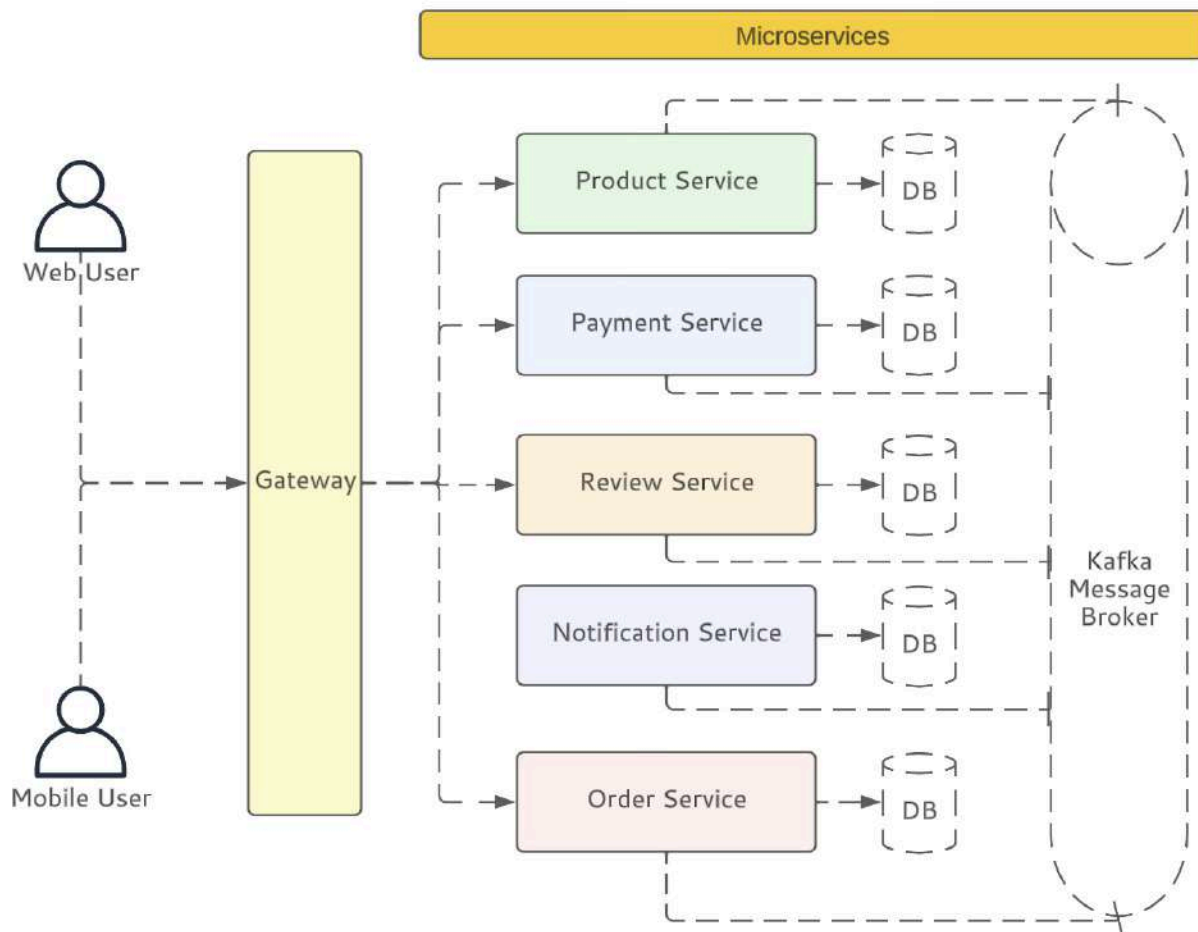 Microservices
Product Service
DB
Web User
Payment Service
DB
Gateway
Review Service
DB
Kafka
Message
Broker
Notification Service
DB
Mobile User
Order Service
DB